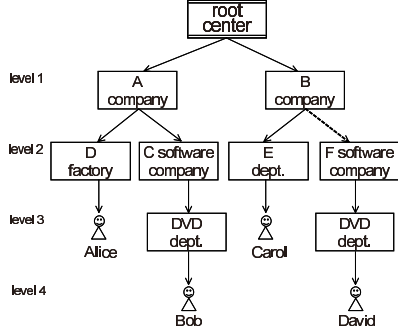 root
center
level 1
A
company
B
company
level 2
D
factory
C software
company
E
dept.
F software
company
level 3
Alice
DVD
dept.
Carol
DVD
dept.
level 4
Bob
David